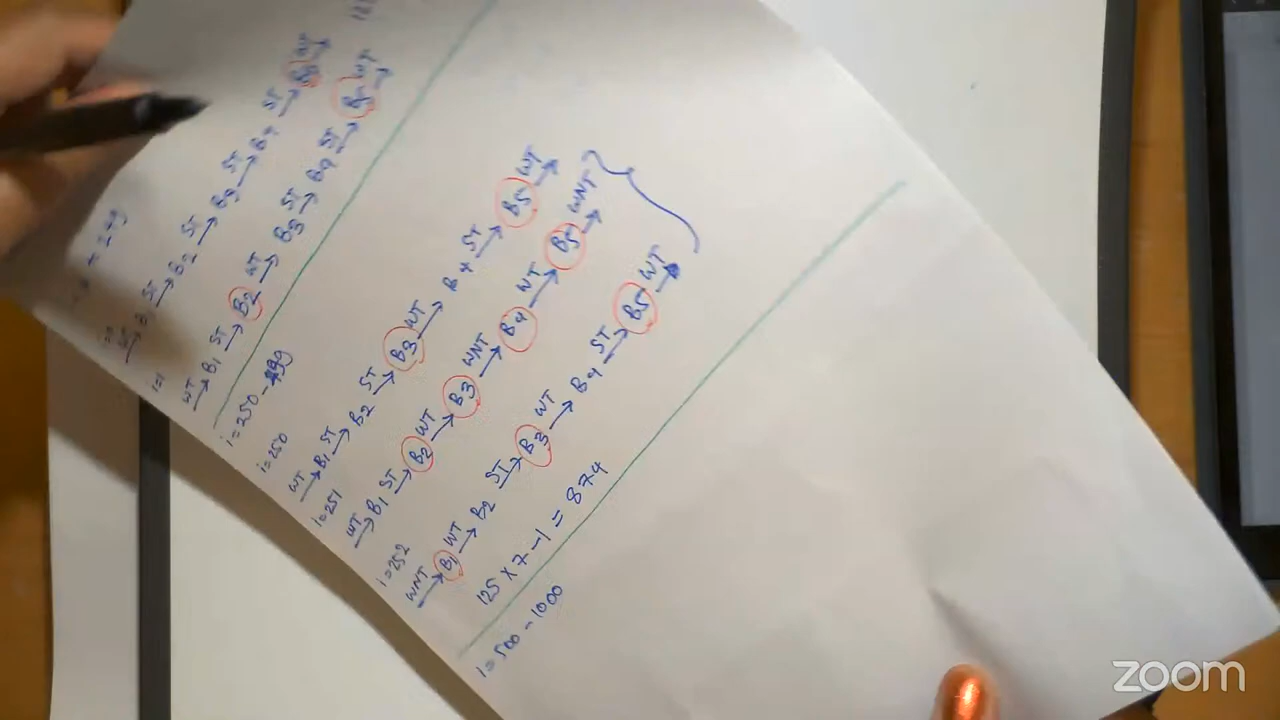 i=1
WT → B1 ST → B2 ST → B3 ST → B4 ST → B5 WT →
WT → B1 ST → B2 WT → B3 ST → B4 ST → B5 WT →
i=250-499
i=250
WT → B1 ST → B2 ST → B3 WT → B4 ST → B5 WT →
i=251
WT → B1 ST → B2 WT → B3 WNT → B4 WT → B5 WNT →
i=252
WNT → B1 WT → B2 ST → B3 WT → B4 ST → B5 WT →
125 x 7 - 1 = 874
i=500-1000
zoom